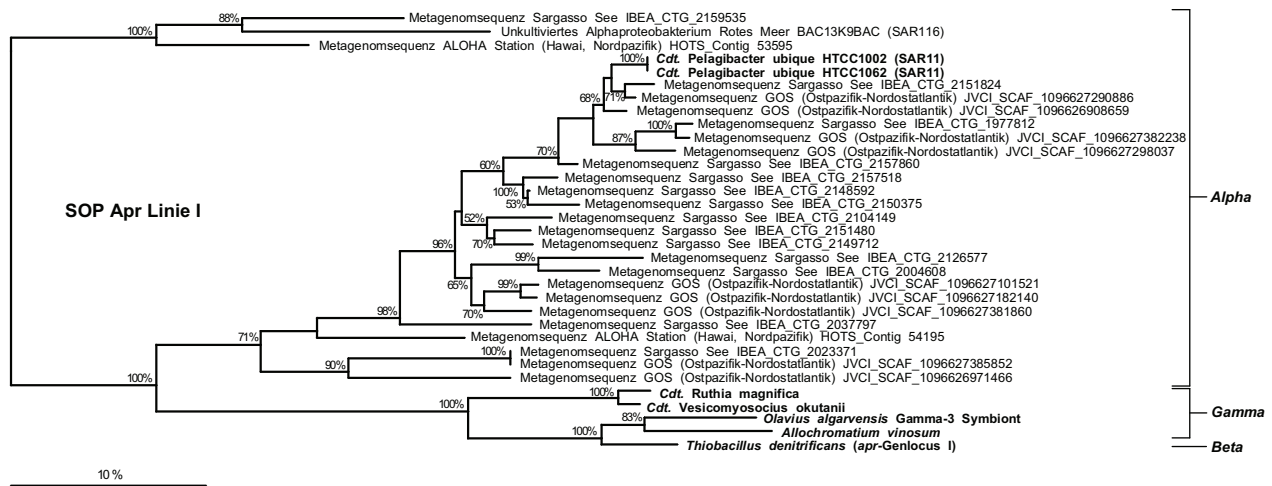 88%
Metagenomsequenz Sargasso See IBEA_CTG_2159535
100%
Unkultiviertes Alphaproteobakterium Rotes Meer BAC13K9BAC (SAR116)
Metagenomsequenz ALOHA Station (Hawai, Nordpazifik) HOTS_Contig 53595
100%
Cdt. Pelagibacter ubique HTCC1002 (SAR11)
Cdt. Pelagibacter ubique HTCC1062 (SAR11)
Metagenomsequenz Sargasso See IBEA_CTG_2151824
68%
71%
Metagenomsequenz GOS (Ostpazifik-Nordostatlantik) JVCI_SCAF_1096627290886
Metagenomsequenz GOS (Ostpazifik-Nordostatlantik) JVCI_SCAF_1096626908659
100%
Metagenomsequenz Sargasso See IBEA_CTG_1977812
87%
Metagenomsequenz GOS (Ostpazifik-Nordostatlantik) JVCI_SCAF_1096627382238
70%
Metagenomsequenz GOS (Ostpazifik-Nordostatlantik) JVCI_SCAF_1096627298037
60%
Metagenomsequenz Sargasso See IBEA_CTG_2157860
Metagenomsequenz Sargasso See IBEA_CTG_2157518
100%
Metagenomsequenz Sargasso See IBEA_CTG_2148592
53%
Metagenomsequenz Sargasso See IBEA_CTG_2150375
Alpha
SOP Apr Linie I
52%
Metagenomsequenz Sargasso See IBEA_CTG_2104149
Metagenomsequenz Sargasso See IBEA_CTG_2151480
96%
70%
Metagenomsequenz Sargasso See IBEA_CTG_2149712
99%
Metagenomsequenz Sargasso See IBEA_CTG_2126577
Metagenomsequenz Sargasso See IBEA_CTG_2004608
65%
99%
Metagenomsequenz GOS (Ostpazifik-Nordostatlantik) JVCI_SCAF_1096627101521
Metagenomsequenz GOS (Ostpazifik-Nordostatlantik) JVCI_SCAF_1096627182140
98%
70%
Metagenomsequenz GOS (Ostpazifik-Nordostatlantik) JVCI_SCAF_1096627381860
Metagenomsequenz Sargasso See IBEA_CTG_2037797
71%
Metagenomsequenz ALOHA Station (Hawai, Nordpazifik) HOTS_Contig 54195
100%
Metagenomsequenz Sargasso See IBEA_CTG_2023371
90%
Metagenomsequenz GOS (Ostpazifik-Nordostatlantik) JVCI_SCAF_1096627385852
100%
Metagenomsequenz GOS (Ostpazifik-Nordostatlantik) JVCI_SCAF_1096626971466
100%
Cdt. Ruthia magnifica
100%
Cdt. Vesicomyosocius okutanii
Gamma
83%
Olavius algarvensis Gamma-3 Symbiont
100%
Allochromatium vinosum
Thiobacillus denitrificans (apr-Genlocus I)
Beta
10 %